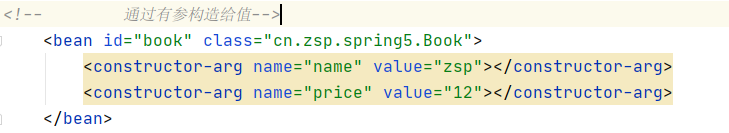 <!--        通过有参构造给值-->
    <bean id="book" class="cn.zsp.spring5.Book">
        <constructor-arg name="name" value="zsp"></constructor-arg>
        <constructor-arg name="price" value="12"></constructor-arg>
    </bean>